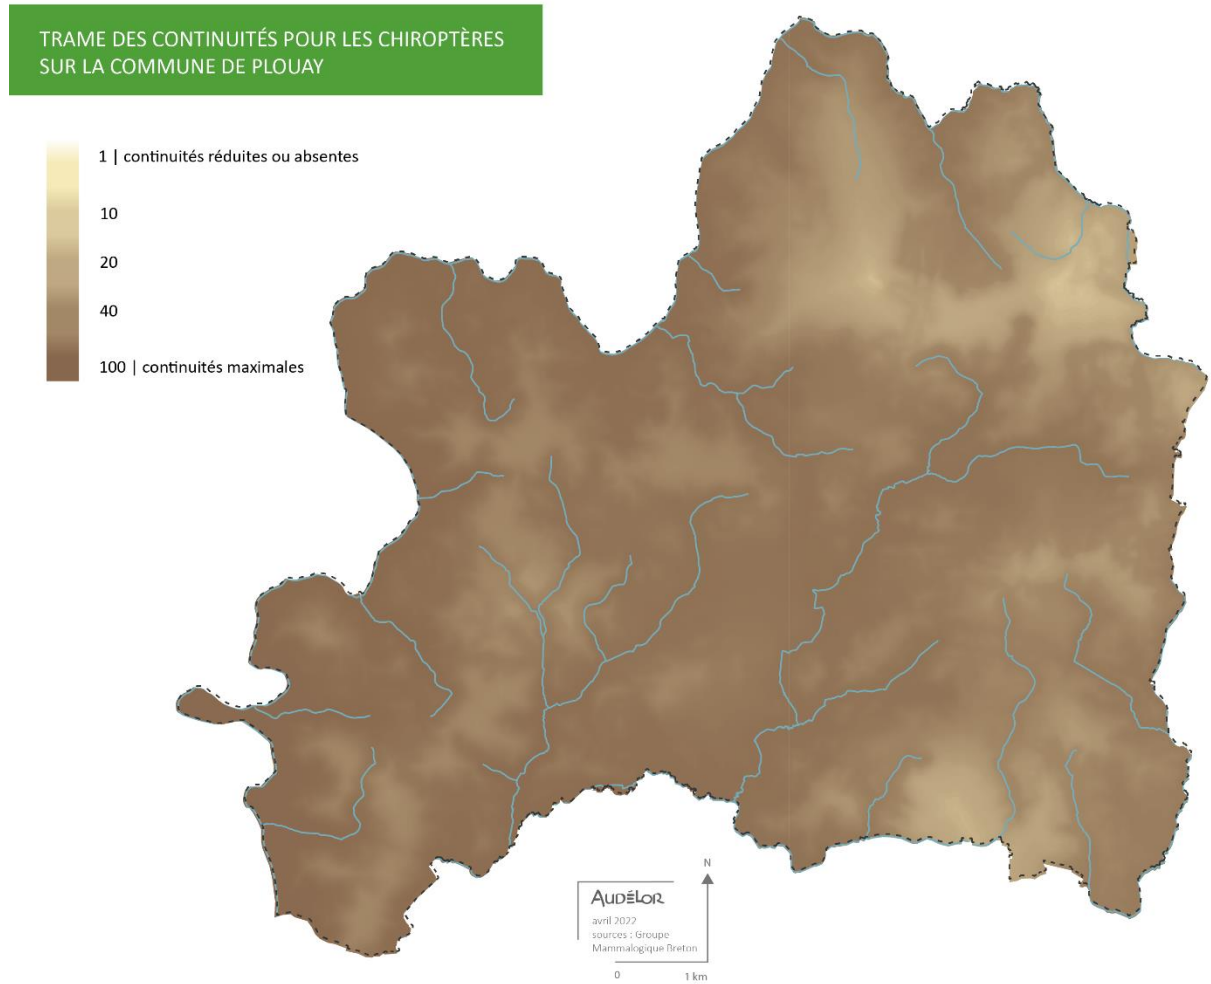 TRAME DES CONTINUITÉS POUR LES CHIROPTÈRES
SUR LA COMMUNE DE PLOUAY
1 | continuités réduites ou absentes
10
20
40
100 | continuités maximales
N
AUDÉLOR
avril 2022
sources : Groupe
Mammalogique Breton
0 1 km